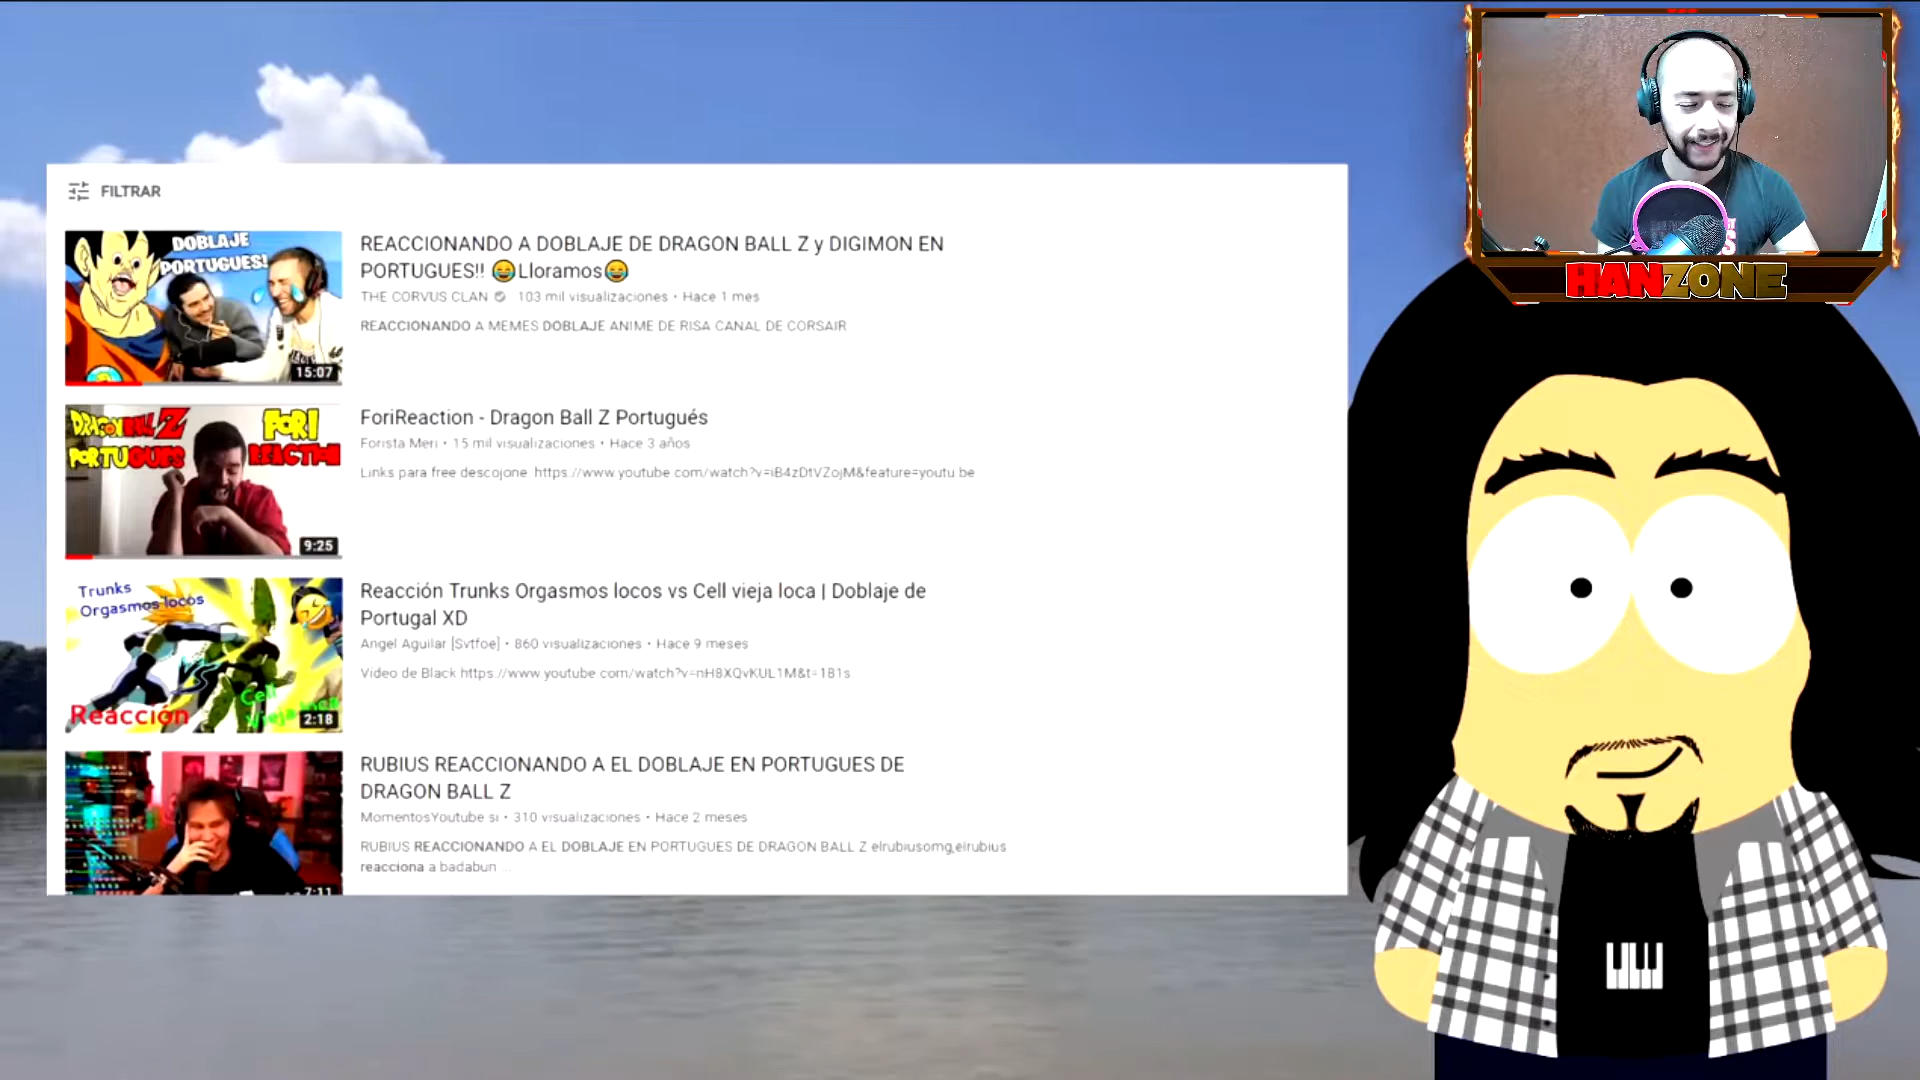 FILTRAR
DOBLAJE
PORTUGUES!
15:07
REACCIONANDO A DOBLAJE DE DRAGON BALL Z y DIGIMON EN
PORTUGUES!! 😂Lloramos😂
THE CORVUS CLAN 103 mil visualizaciones • Hace 1 mes
REACCIONANDO A MEMES DOBLAJE ANIME DE RISA CANAL DE CORSAIR
DRAGON BALL Z
PORTUGUES
FORI
REACTION
9:25
ForiReaction - Dragon Ball Z Portugués
Forista Meri • 15 mil visualizaciones • Hace 3 años
Links para free descojone: https://www.youtube.com/watch?v=iB4zDtVZojM&feature=youtu.be
Trunks
Orgasmos locos
VS
Cell
Reacción
2:18
Reacción Trunks Orgasmos locos vs Cell vieja loca | Doblaje de
Portugal XD
Angel Aguilar [Svtfoe] • 860 visualizaciones • Hace 9 meses
Video de Black https://www.youtube.com/watch?v=nH8XQvKUL1M&t=181s
7:11
RUBIUS REACCIONANDO A EL DOBLAJE EN PORTUGUES DE
DRAGON BALL Z
MomentosYoutube si • 310 visualizaciones • Hace 2 meses
RUBIUS REACCIONANDO A EL DOBLAJE EN PORTUGUES DE DRAGON BALL Z elrubiusomg,elrubius
reacciona a badabun ...
HANZONE